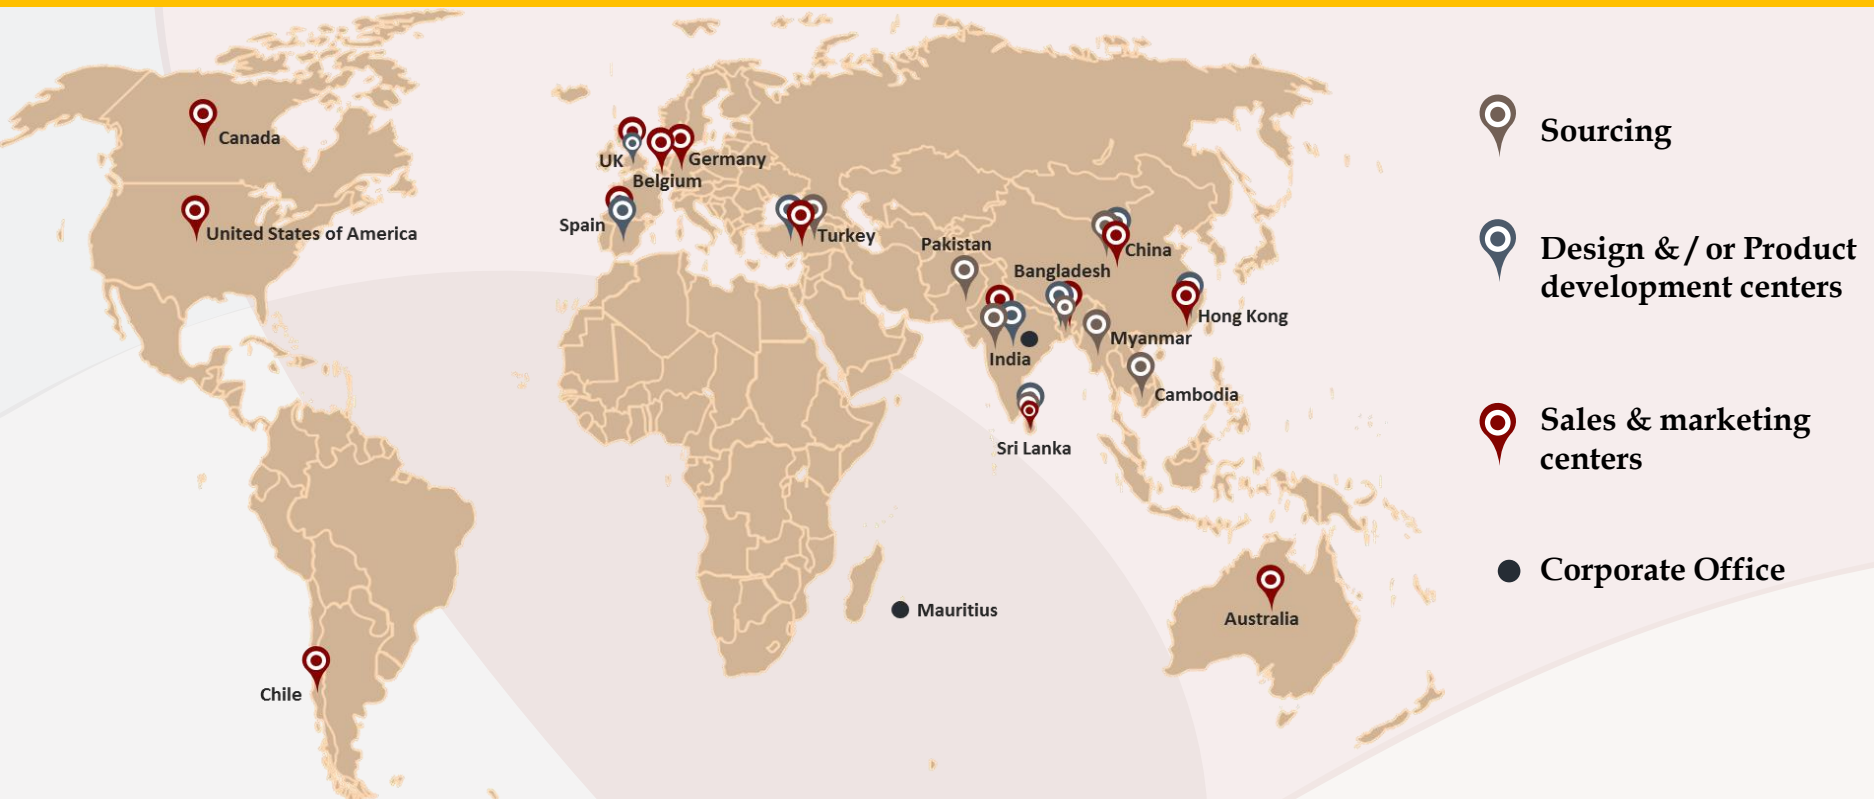 Canada
United States of America
Chile
UK
Germany
Belgium
Spain
Turkey
Pakistan
Bangladesh
China
Hong Kong
India
Myanmar
Cambodia
Sri Lanka
Mauritius
Australia
Sourcing
Design & / or Product
development centers
Sales & marketing
centers
Corporate Office